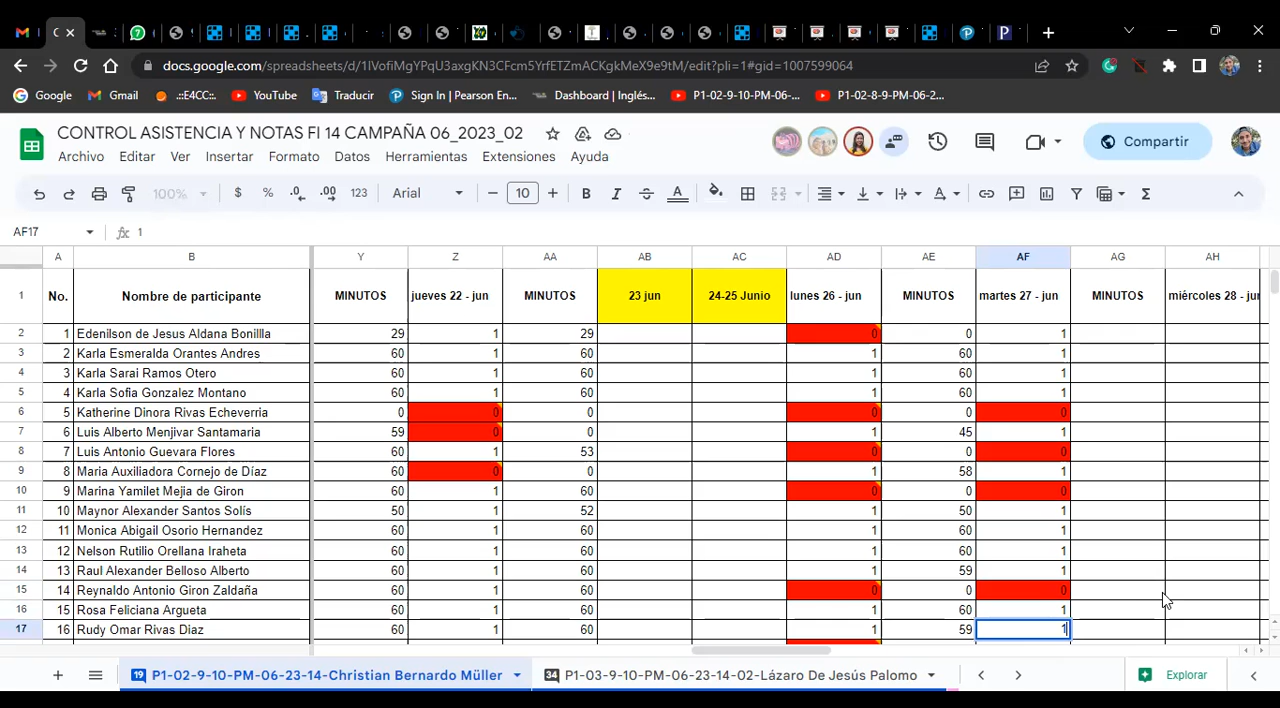 docs.google.com/spreadsheets/d/1IVofiMgYPqU3axgKN3CFcm5YrfETZmACKgkMeX9e9tM/edit?pli=1#gid=1007599064
Google Gmail .::E4CC::. YouTube Traducir Sign In | Pearson En... Dashboard | Inglés,... P1-02-9-10-PM-06-... P1-02-8-9-PM-06-2...
CONTROL ASISTENCIA Y NOTAS FI 14 CAMPAÑA 06_2023_02
Archivo Editar Ver Insertar Formato Datos Herramientas Extensiones Ayuda
Compartir
100% $ % .0 .00 123 Arial 10 B I A
AF17 fx 1
A B Y Z AA AB AC AD AE AF AG AH
1 No. Nombre de participante MINUTOS jueves 22 - jun MINUTOS 23 jun 24-25 Junio lunes 26 - jun MINUTOS martes 27 - jun MINUTOS miércoles 28 - jun
2 1 Edenilson de Jesus Aldana Bonillla 29 1 29 0 0 1
3 2 Karla Esmeralda Orantes Andres 60 1 60 1 60 1
4 3 Karla Sarai Ramos Otero 60 1 60 1 60 1
5 4 Karla Sofia Gonzalez Montano 60 1 60 1 60 1
6 5 Katherine Dinora Rivas Echeverria 0 0 0 0 0 0
7 6 Luis Alberto Menjivar Santamaria 59 0 0 1 45 1
8 7 Luis Antonio Guevara Flores 60 1 53 0 0 0
9 8 Maria Auxiliadora Cornejo de Díaz 60 0 0 1 58 1
10 9 Marina Yamilet Mejia de Giron 60 1 60 0 0 0
11 10 Maynor Alexander Santos Solís 50 1 52 1 50 1
12 11 Monica Abigail Osorio Hernandez 60 1 60 1 60 1
13 12 Nelson Rutilio Orellana Iraheta 60 1 60 1 60 1
14 13 Raul Alexander Belloso Alberto 60 1 60 1 59 1
15 14 Reynaldo Antonio Giron Zaldaña 60 1 60 0 0 0
16 15 Rosa Feliciana Argueta 60 1 60 1 60 1
17 16 Rudy Omar Rivas Diaz 60 1 60 1 59 1
19 P1-02-9-10-PM-06-23-14-Christian Bernardo Müller 34 P1-03-9-10-PM-06-23-14-02-Lázaro De Jesús Palomo Explorar